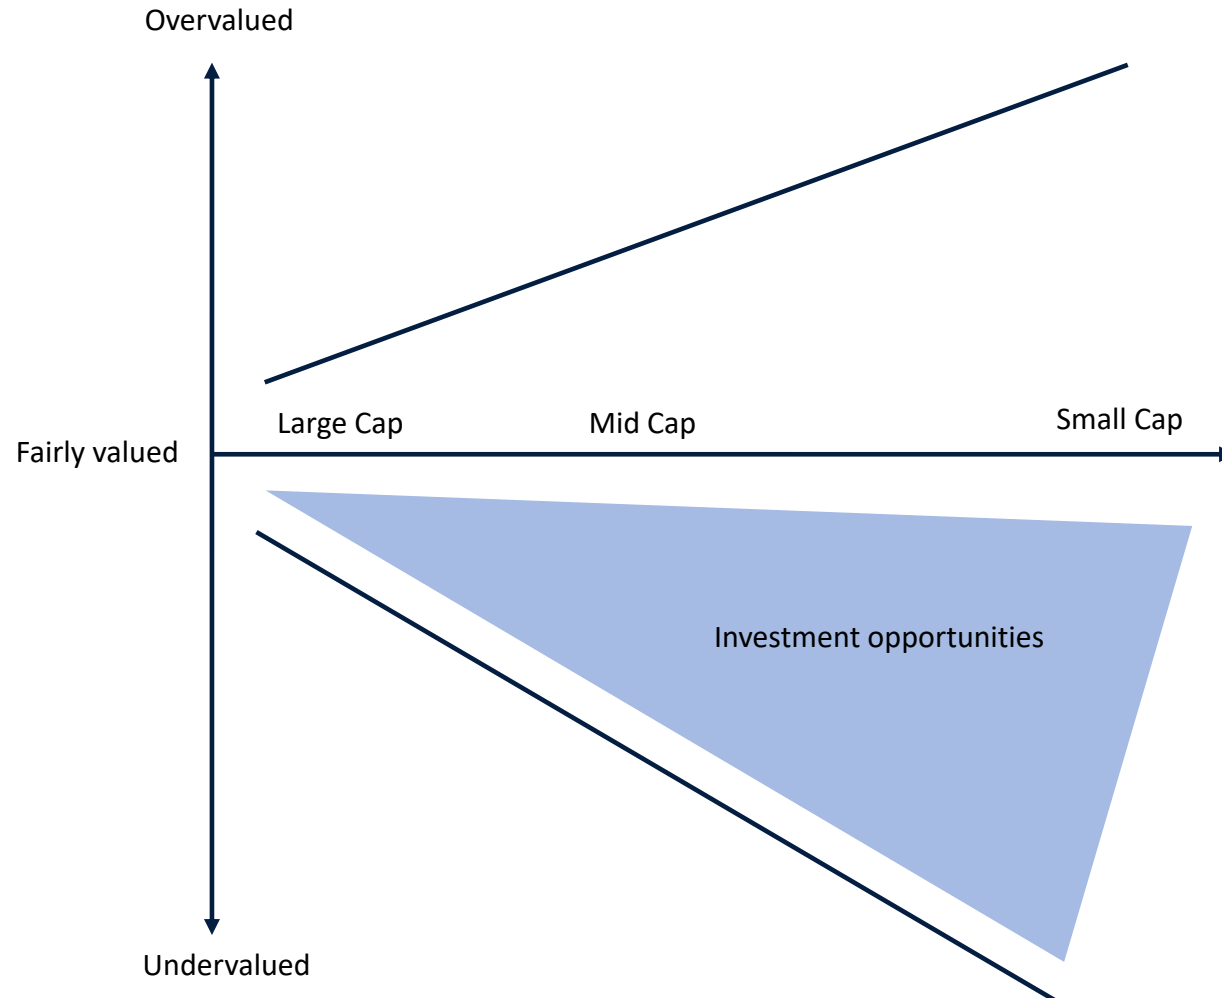 Overvalued
Large Cap
Mid Cap
Small Cap
Fairly valued
Investment opportunities
Undervalued